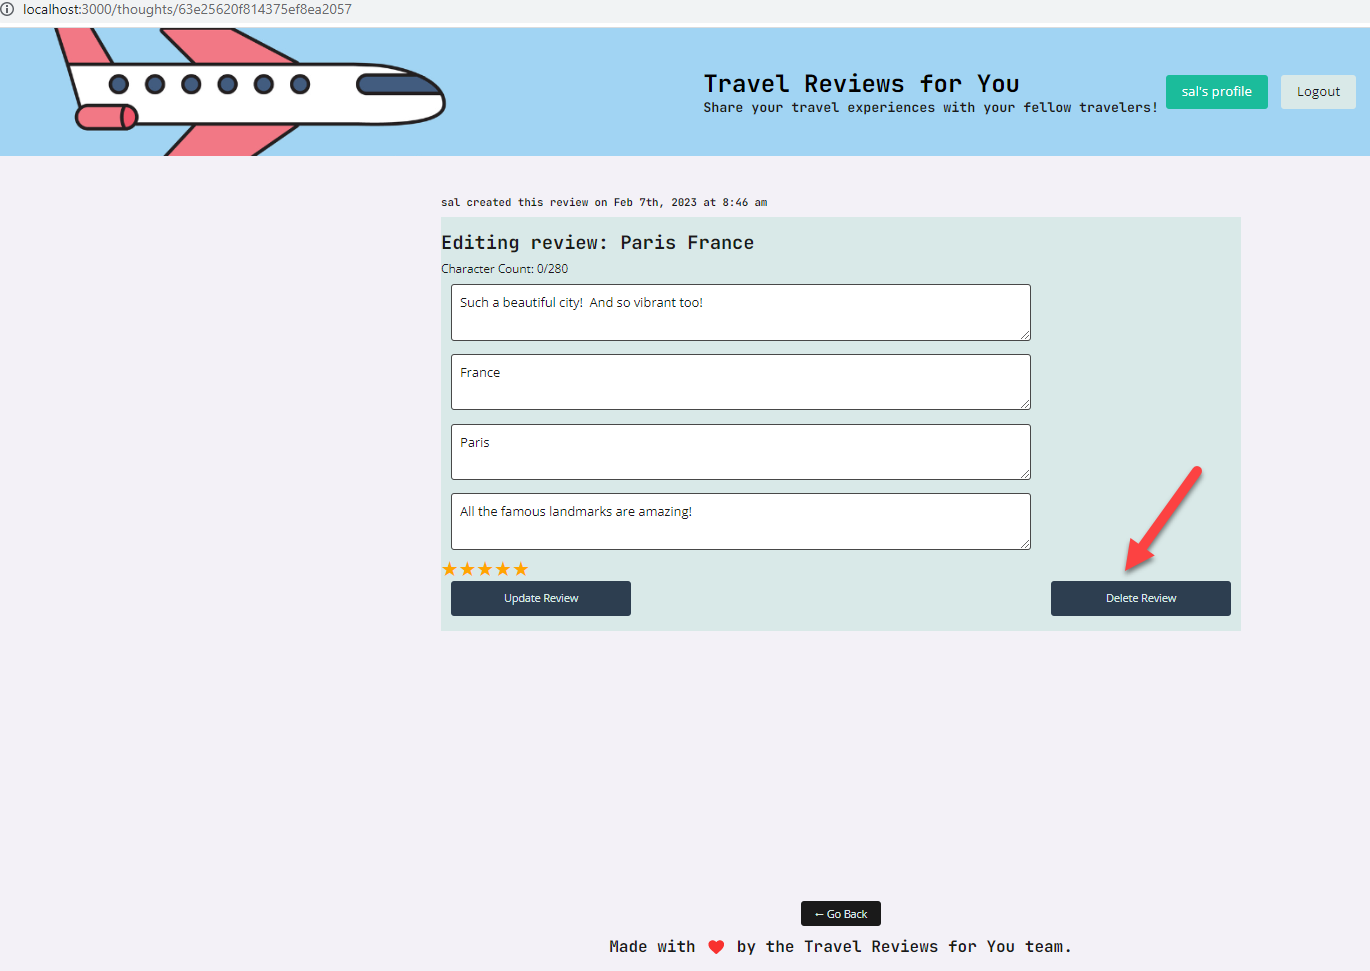 localhost:3000/thoughts/63e25620f814375ef8ea2057
Travel Reviews for You
Share your travel experiences with your fellow travelers!
sal's profile
Logout
sal created this review on Feb 7th, 2023 at 8:46 am
Editing review: Paris France
Character Count: 0/280
Such a beautiful city!  And so vibrant too!
France
Paris
All the famous landmarks are amazing!
★★★★★
Update Review
Delete Review
← Go Back
Made with ❤ by the Travel Reviews for You team.